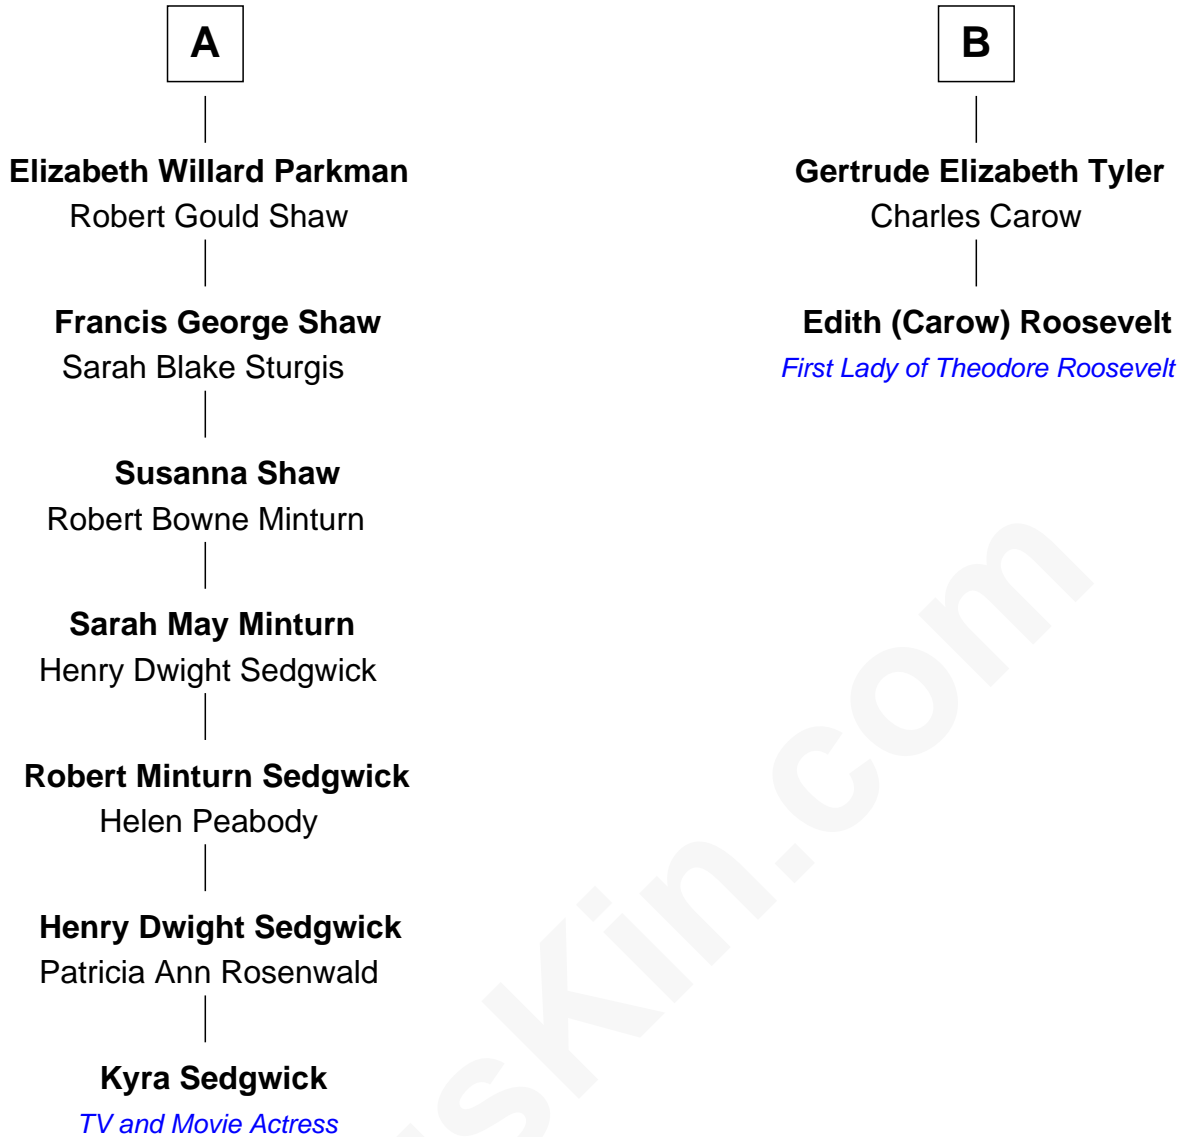 A
Elizabeth Willard Parkman
Robert Gould Shaw
Francis George Shaw
Sarah Blake Sturgis
Susanna Shaw
Robert Bowne Minturn
Sarah May Minturn
Henry Dwight Sedgwick
Robert Minturn Sedgwick
Helen Peabody
Henry Dwight Sedgwick
Patricia Ann Rosenwald
Kyra Sedgwick
TV and Movie Actress
B
Gertrude Elizabeth Tyler
Charles Carow
Edith (Carow) Roosevelt
First Lady of Theodore Roosevelt
sKin.com